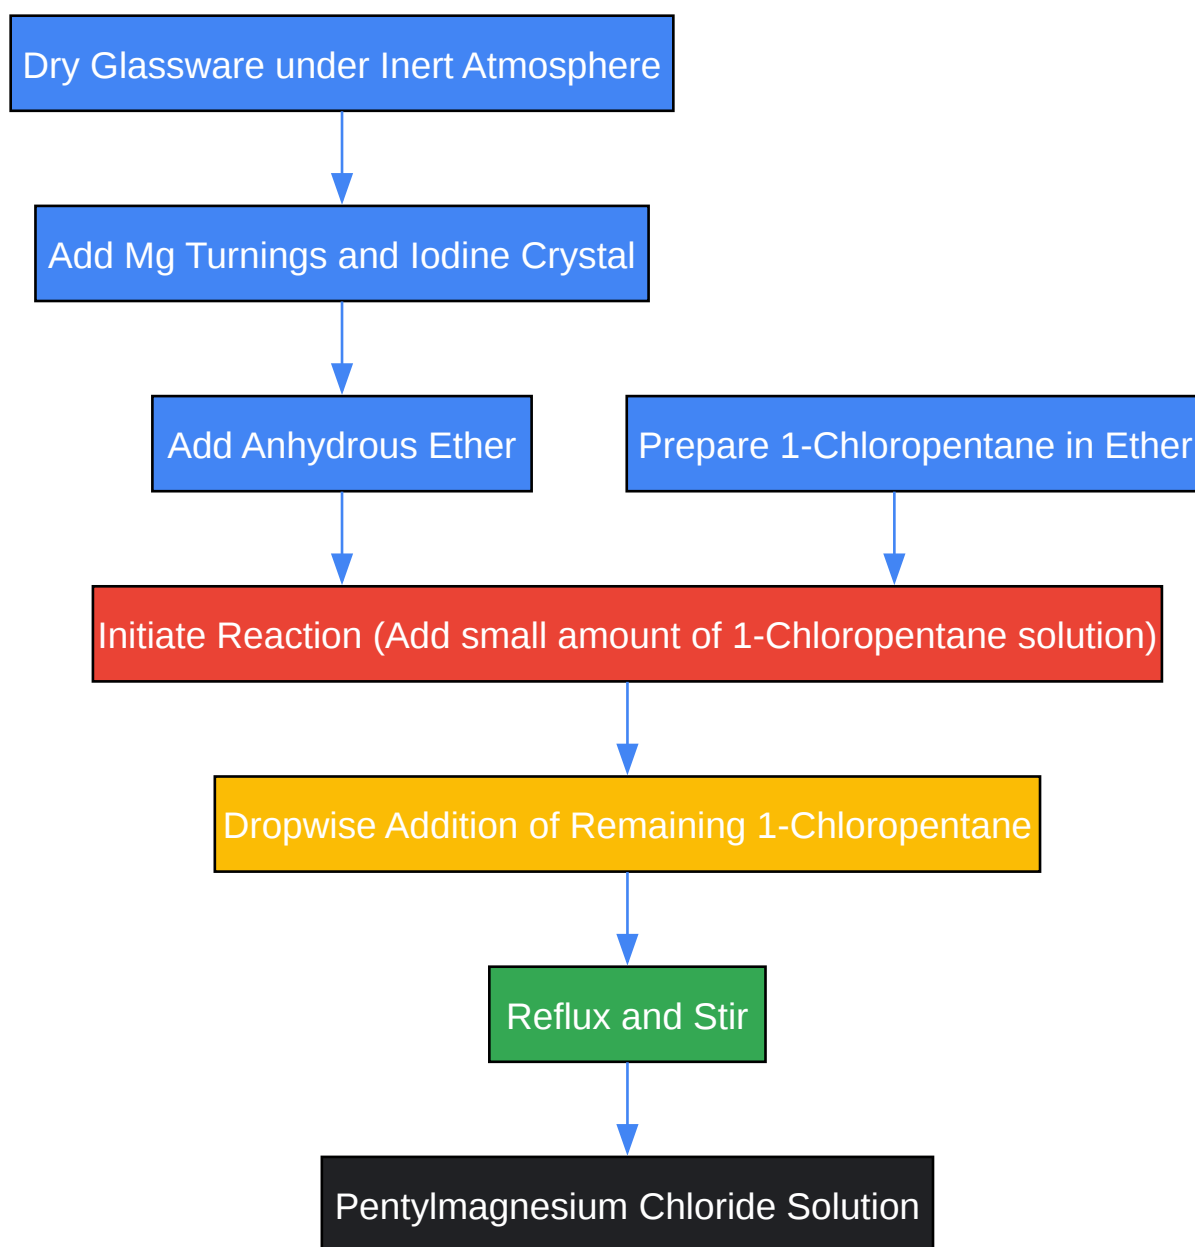 Dry Glassware under Inert Atmosphere
Add Mg Turnings and Iodine Crystal
Add Anhydrous Ether
Prepare 1-Chloropentane in Ether
Initiate Reaction (Add small amount of 1-Chloropentane solution)
Dropwise Addition of Remaining 1-Chloropentane
Reflux and Stir
Pentylmagnesium Chloride Solution